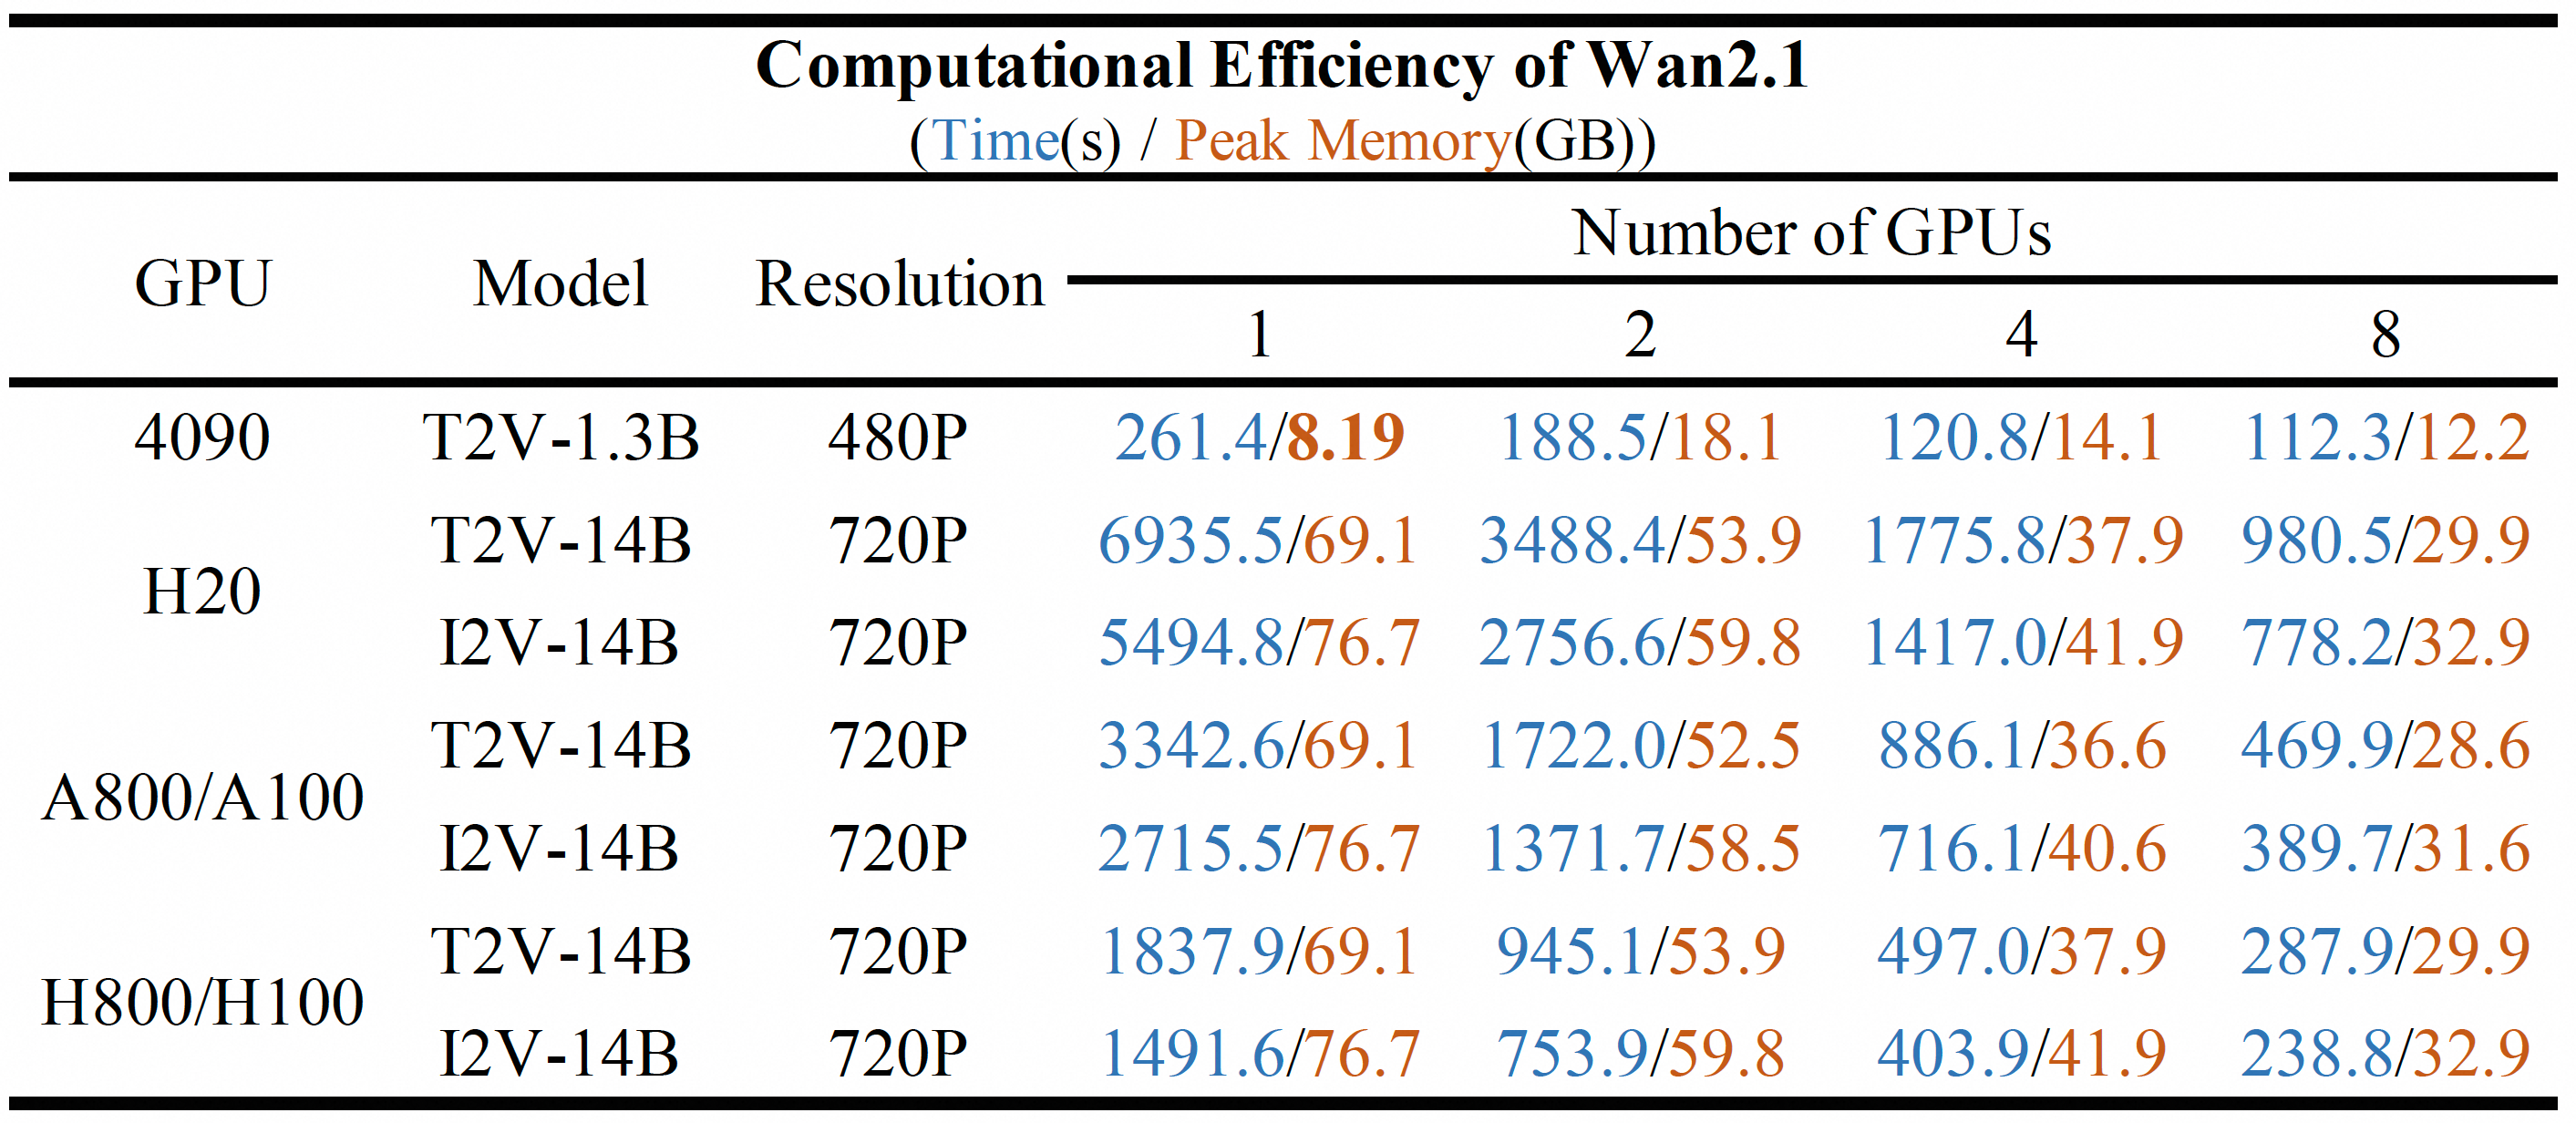 Computational Efficiency of Wan2.1
(Time(s) / Peak Memory(GB))
GPU Model Resolution Number of GPUs
1 2 4 8
4090 T2V-1.3B 480P 261.4/8.19 188.5/18.1 120.8/14.1 112.3/12.2
H20 T2V-14B 720P 6935.5/69.1 3488.4/53.9 1775.8/37.9 980.5/29.9
I2V-14B 720P 5494.8/76.7 2756.6/59.8 1417.0/41.9 778.2/32.9
A800/A100 T2V-14B 720P 3342.6/69.1 1722.0/52.5 886.1/36.6 469.9/28.6
I2V-14B 720P 2715.5/76.7 1371.7/58.5 716.1/40.6 389.7/31.6
H800/H100 T2V-14B 720P 1837.9/69.1 945.1/53.9 497.0/37.9 287.9/29.9
I2V-14B 720P 1491.6/76.7 753.9/59.8 403.9/41.9 238.8/32.9